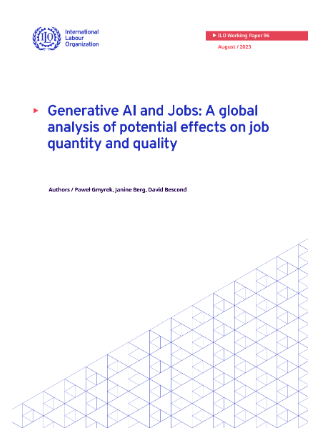 International
Labour
Organization
▶ ILO Working Paper 96
August / 2023
▶ Generative AI and Jobs: A global
analysis of potential effects on job
quantity and quality
Authors / Paweł Gmyrek, Janine Berg, David Bescond